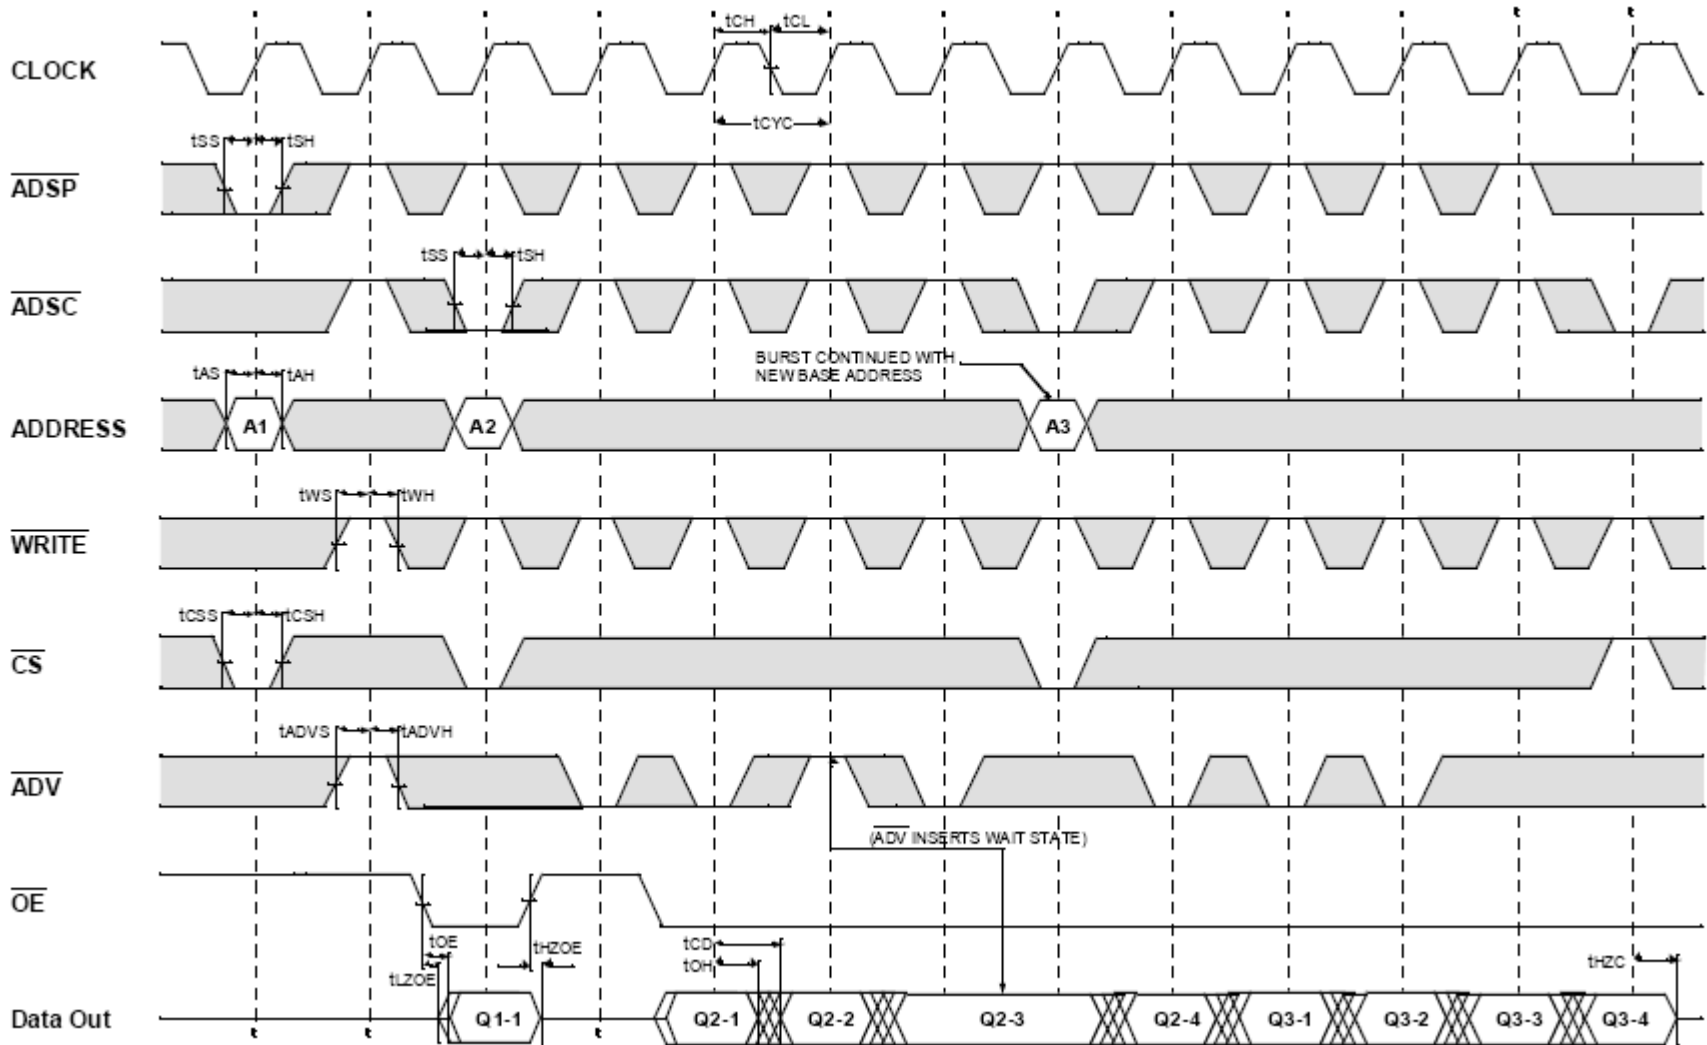 tCH tCL
CLOCK
tCYC
tSS tSH
ADSP
tSS tSH
ADSC
BURST CONTINUED WITH
NEW BASE ADDRESS
tAS tAH
ADDRESS A1 A2 A3
tWS tWH
WRITE
tCSS tCSH
CS
tADVS tADVH
ADV
(ADV INSERTS WAIT STATE)
OE
tOE tHZOE tCD
tOH tHZC
tLZOE
Data Out Q1-1 Q2-1 Q2-2 Q2-3 Q2-4 Q3-1 Q3-2 Q3-3 Q3-4